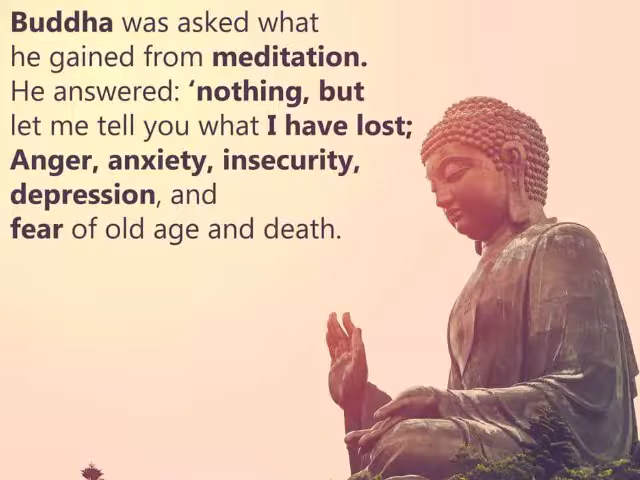 Buddha was asked what
he gained from meditation.
He answered: ‘nothing, but
let me tell you what I have lost;
Anger, anxiety, insecurity,
depression, and
fear of old age and death.